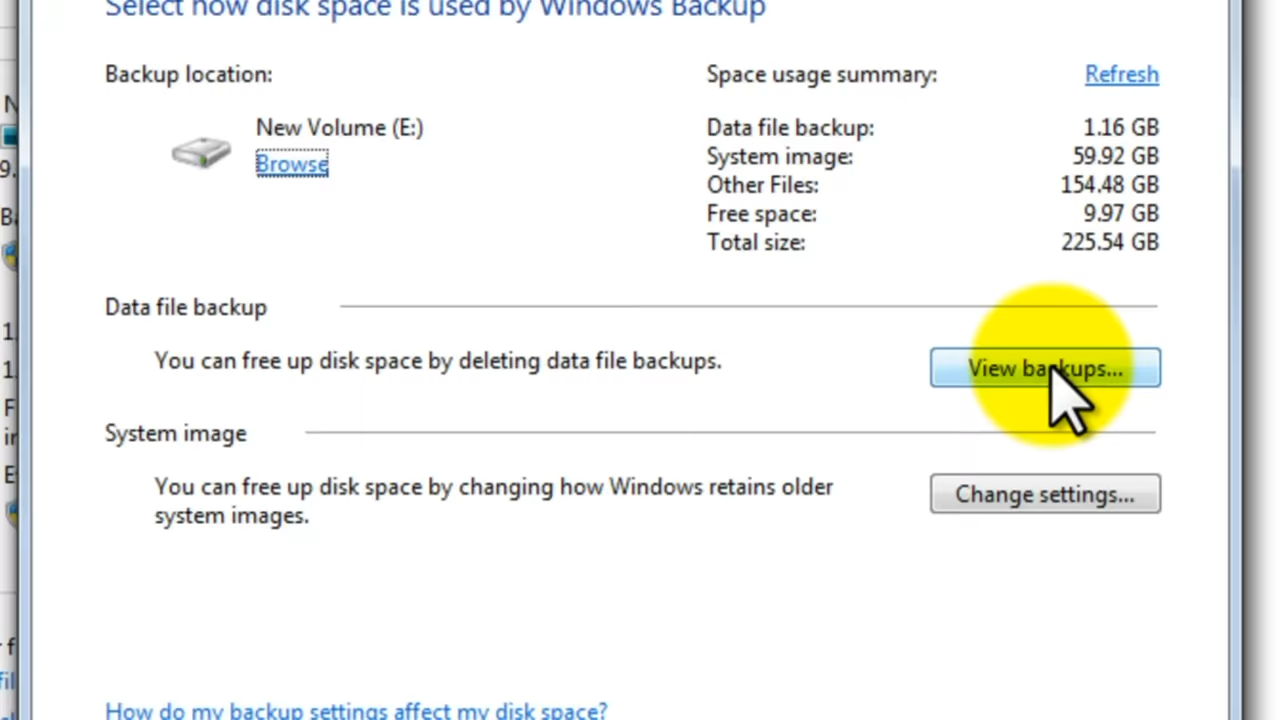 Select how disk space is used by Windows Backup
Backup location:
New Volume (E:)
Browse
Space usage summary:
Refresh
Data file backup: 1.16 GB
System image: 59.92 GB
Other Files: 154.48 GB
Free space: 9.97 GB
Total size: 225.54 GB
Data file backup
You can free up disk space by deleting data file backups.
View backups...
System image
You can free up disk space by changing how Windows retains older
system images.
Change settings...
How do my backup settings affect my disk space?